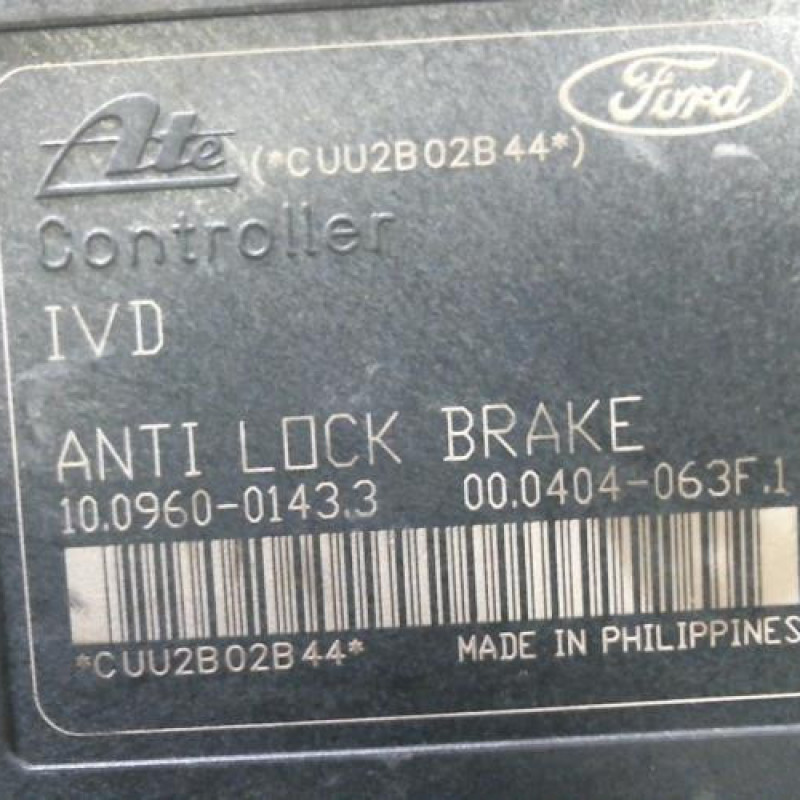 Ford
Ate (*CUU2B02B44*)
Controller
IVD
ANTI LOCK BRAKE
10.0960-0143.3 00.0404-063F.1
*CUU2B02B44* MADE IN PHILIPPINES